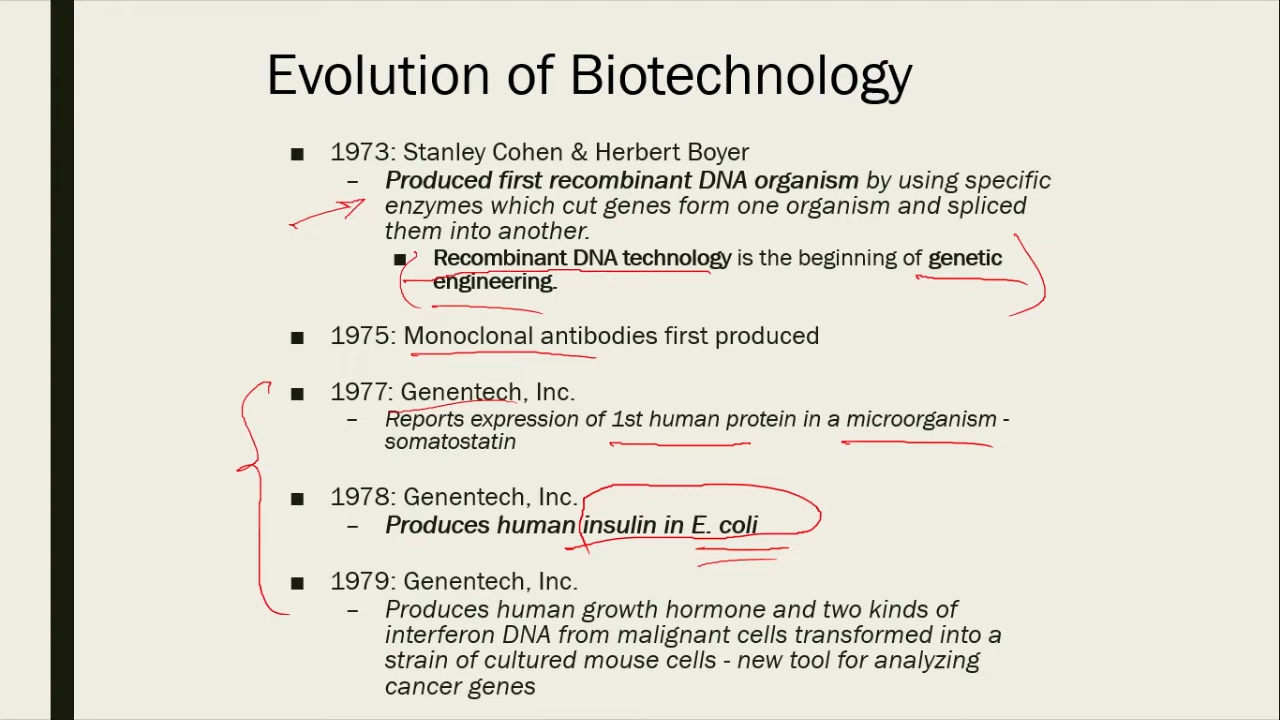 Evolution of Biotechnology
■ 1973: Stanley Cohen & Herbert Boyer
– Produced first recombinant DNA organism by using specific
enzymes which cut genes form one organism and spliced
them into another.
■ Recombinant DNA technology is the beginning of genetic
engineering.
■ 1975: Monoclonal antibodies first produced
■ 1977: Genentech, Inc.
– Reports expression of 1st human protein in a microorganism -
somatostatin
■ 1978: Genentech, Inc.
– Produces human insulin in E. coli
■ 1979: Genentech, Inc.
– Produces human growth hormone and two kinds of
interferon DNA from malignant cells transformed into a
strain of cultured mouse cells - new tool for analyzing
cancer genes